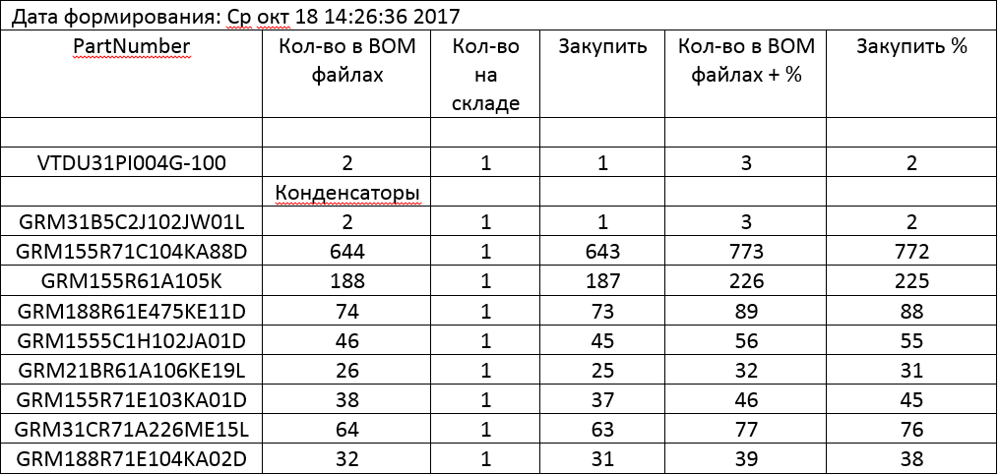 Дата формирования: Ср окт 18 14:26:36 2017
PartNumber Кол-во в BOM файлах Кол-во на складе Закупить Кол-во в BOM файлах + % Закупить %
VTDU31PI004G-100 2 1 1 3 2
Конденсаторы
GRM31B5C2J102JW01L 2 1 1 3 2
GRM155R71C104KA88D 644 1 643 773 772
GRM155R61A105K 188 1 187 226 225
GRM188R61E475KE11D 74 1 73 89 88
GRM1555C1H102JA01D 46 1 45 56 55
GRM21BR61A106KE19L 26 1 25 32 31
GRM155R71E103KA01D 38 1 37 46 45
GRM31CR71A226ME15L 64 1 63 77 76
GRM188R71E104KA02D 32 1 31 39 38